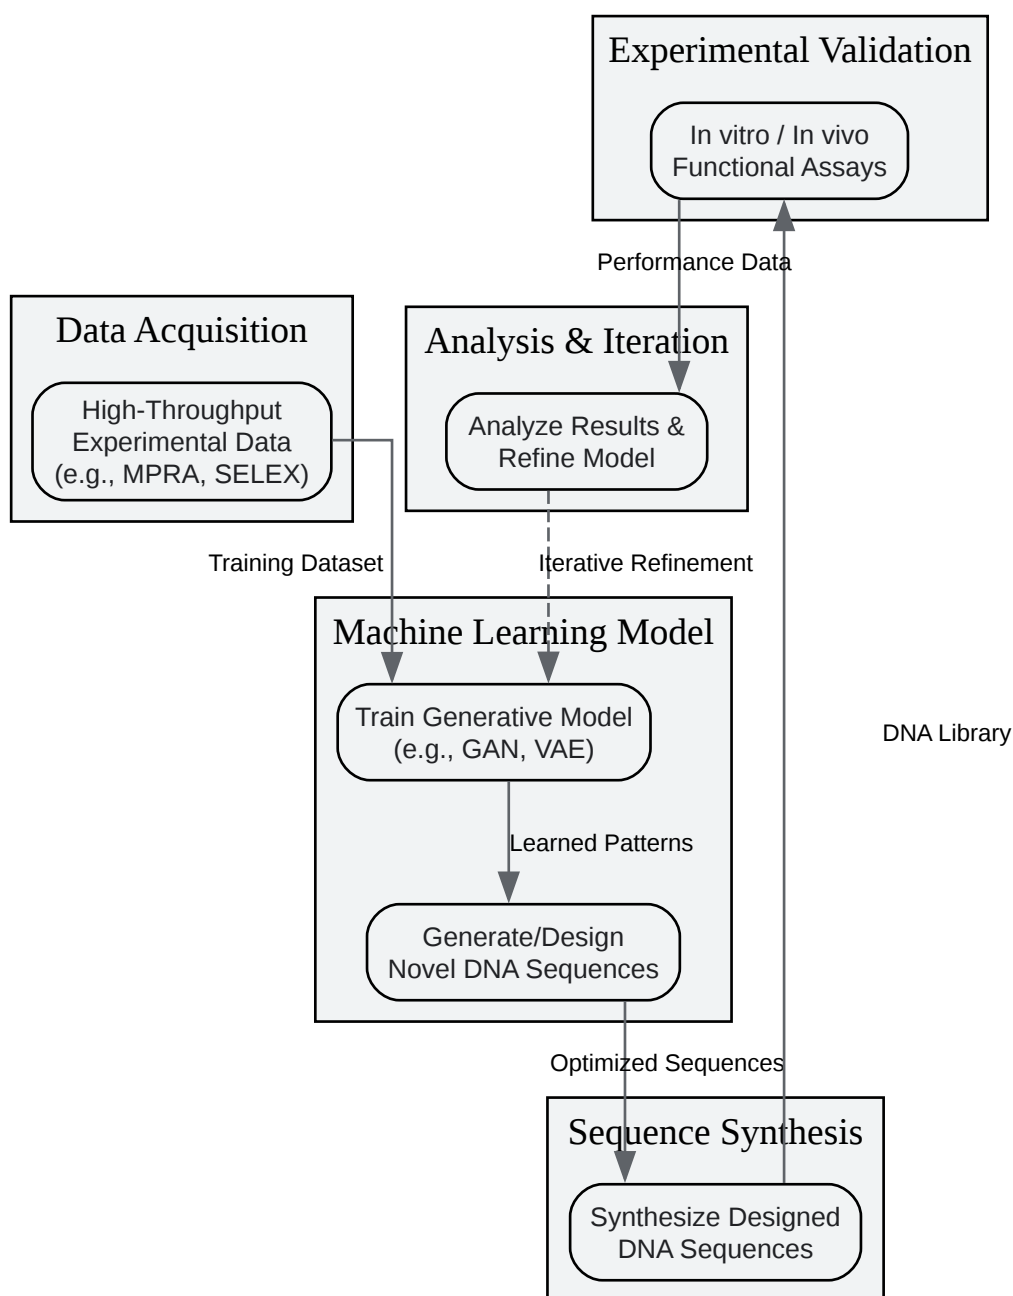 Experimental Validation
In vitro / In vivo
Functional Assays
Performance Data
Data Acquisition
High-Throughput
Experimental Data
(e.g., MPRA, SELEX)
Analysis & Iteration
Analyze Results &
Refine Model
Training Dataset
Iterative Refinement
Machine Learning Model
Train Generative Model
(e.g., GAN, VAE)
DNA Library
Learned Patterns
Generate/Design
Novel DNA Sequences
Optimized Sequences
Sequence Synthesis
Synthesize Designed
DNA Sequences